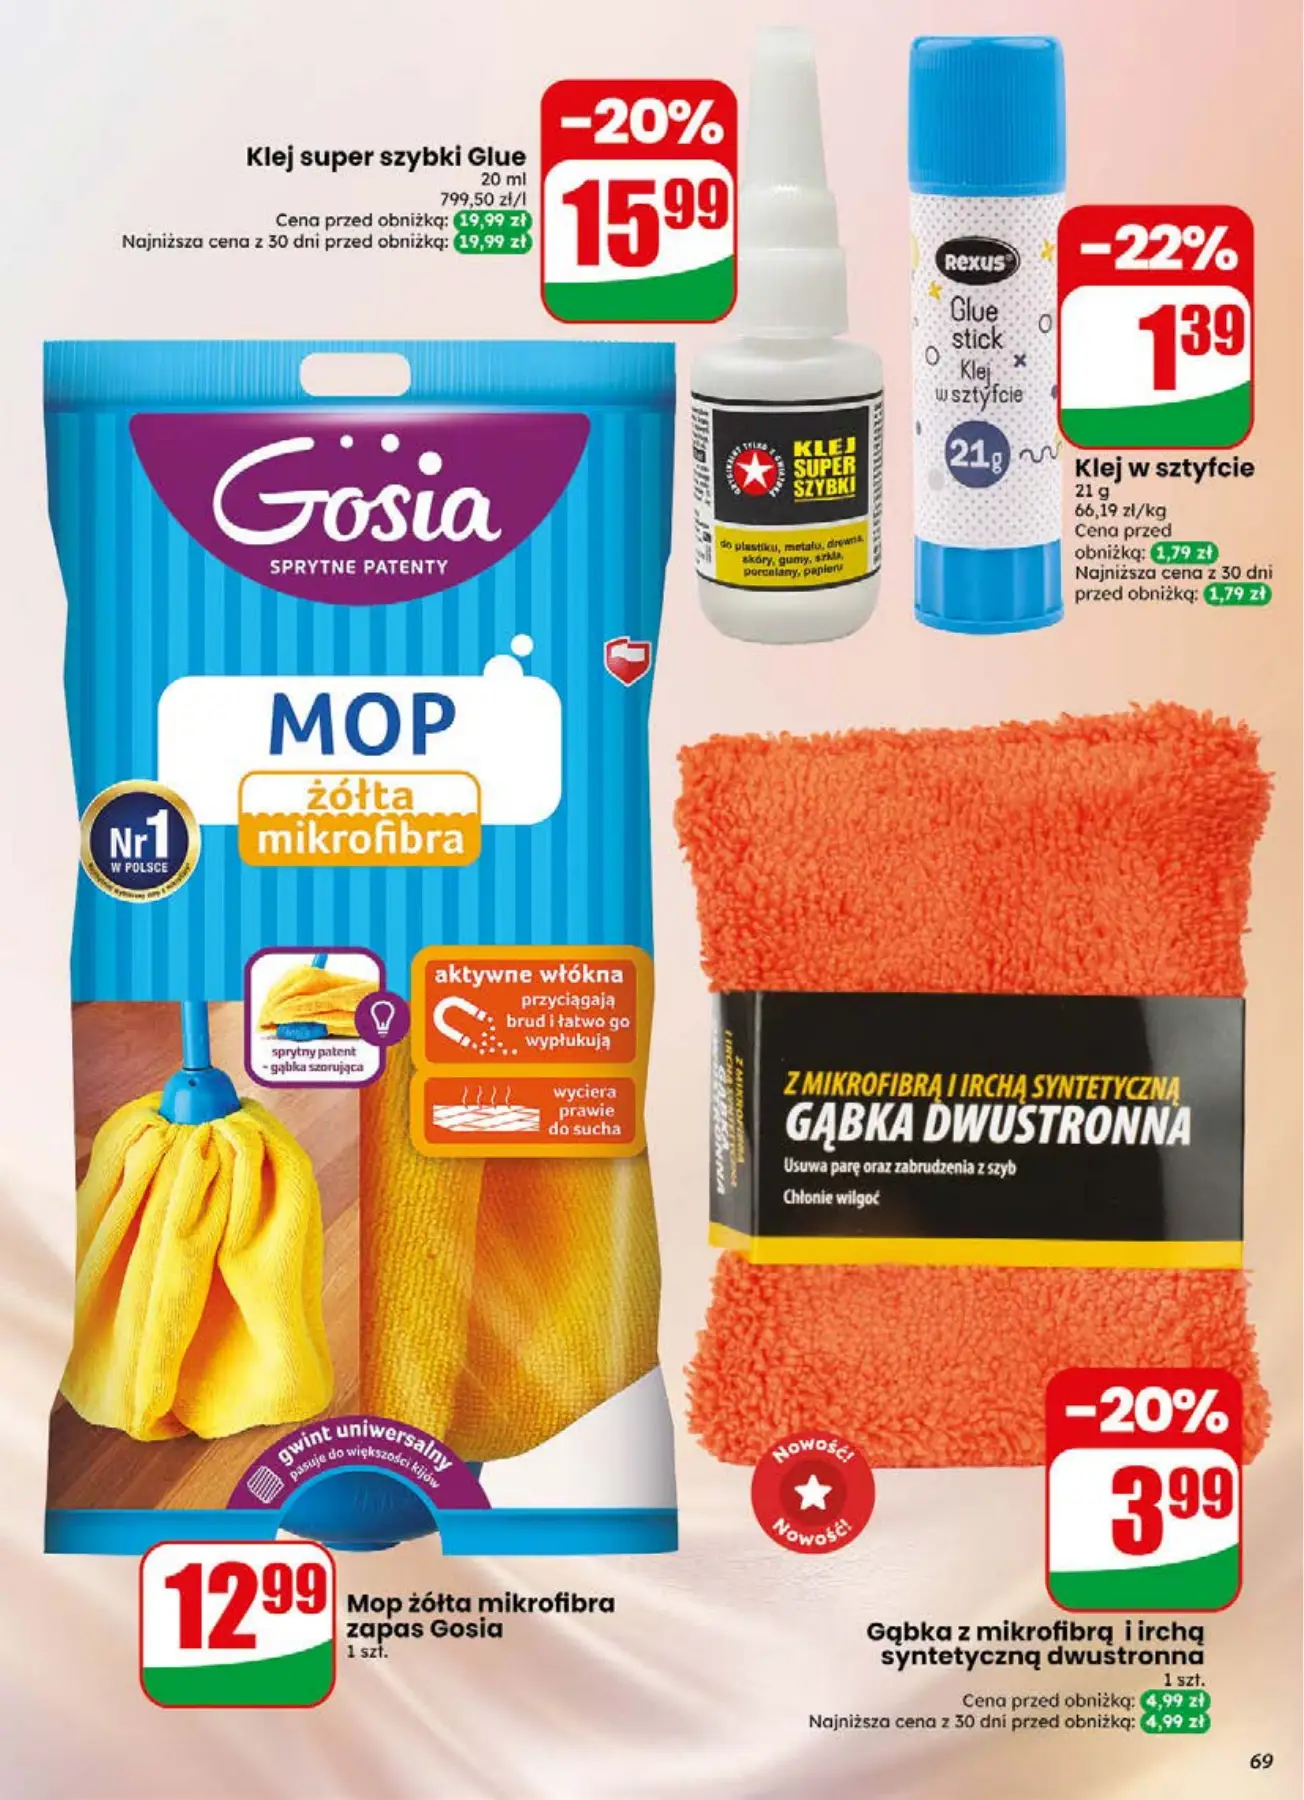 Klej super szybki Glue
20 ml
799,50 zł/l
Cena przed obniżką: 19,99 zł
Najniższa cena z 30 dni przed obniżką: 19,99 zł
-20%
15 99
Rexus
Glue
stick
Klej
w sztyfcie
21g
-22%
1 39
Klej w sztyfcie
21 g
66,19 zł/kg
Cena przed
obniżką: 1,79 zł
Najniższa cena z 30 dni
przed obniżką: 1,79 zł
KLEJ
SUPER
SZYBKI
do plastiku, metalu, drewna,
skóry, gumy, szkła,
porcelany, papieru
Gosia
SPRYTNE PATENTY
MOP
żółta
mikrofibra
Nr 1
W POLSCE
sprytny patent
- gąbka szorująca
aktywne włókna
przyciągają
brud i łatwo go
wypłukują
wyciera
prawie
do sucha
gwint uniwersalny
pasuje do większości kijów
12 99
Mop żółta mikrofibra
zapas Gosia
1 szt.
Z MIKROFIBRĄ I IRCHĄ SYNTETYCZNĄ
GĄBKA DWUSTRONNA
Usuwa parę oraz zabrudzenia z szyb
Chłonie wilgoć
Nowość!
Nowość!
-20%
3 99
Gąbka z mikrofibrą i irchą
syntetyczną dwustronna
1 szt.
Cena przed obniżką: 4,99 zł
Najniższa cena z 30 dni przed obniżką: 4,99 zł
69